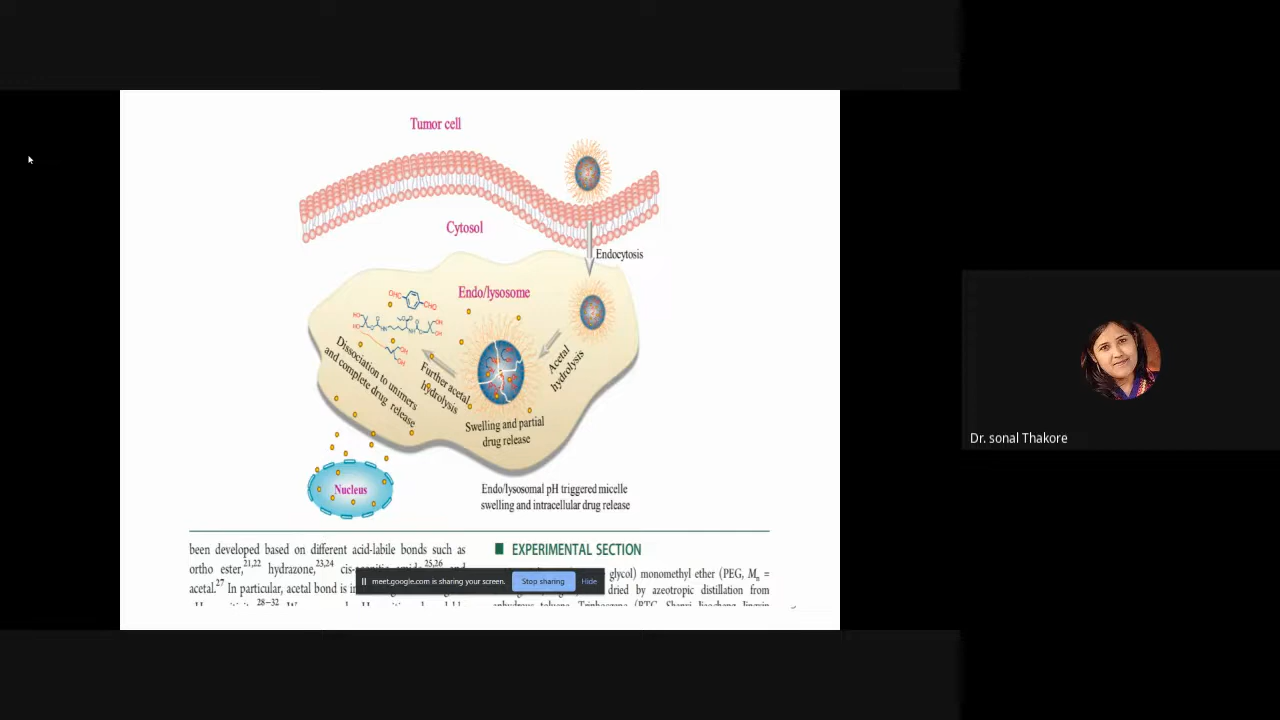 Tumor cell
Cytosol
Endocytosis
Endo/lysosome
CHO
CHO
Acetal
hydrolysis
Swelling and partial
drug release
Further acetal
hydrolysis
Dissociation to unimers
and complete drug release
Nucleus
Endo/lysosomal pH triggered micelle
swelling and intracellular drug release
been developed based on different acid-labile bonds such as
ortho ester,21,22 hydrazone,23,24
acetal.27 In particular, acetal bond is
EXPERIMENTAL SECTION
glycol) monomethyl ether (PEG, Mn =
dried by azeotropic distillation from
meet.google.com is sharing your screen.
Stop sharing
Hide
Dr. sonal Thakore